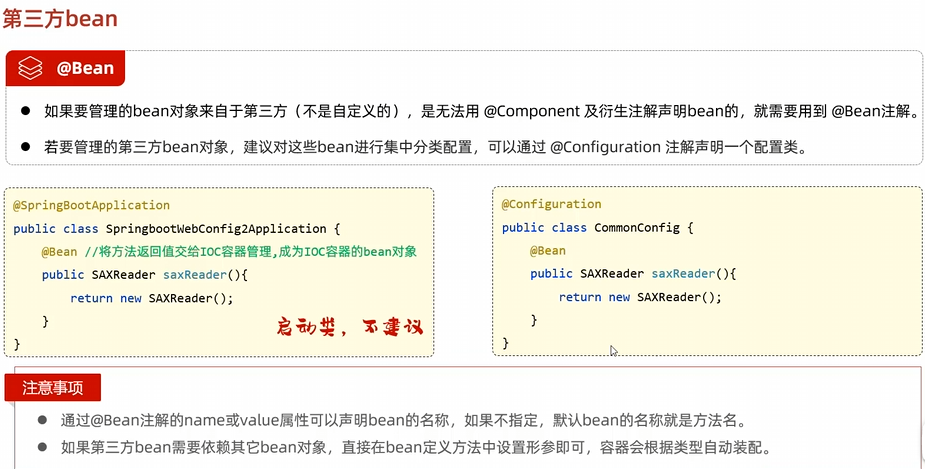 第三方bean
@Bean
如果要管理的bean对象来自于第三方（不是自定义的），是无法用 @Component 及衍生注解声明bean的，就需要用到 @Bean注解。
若要管理的第三方bean对象，建议对这些bean进行集中分类配置，可以通过 @Configuration 注解声明一个配置类。
@SpringBootApplication
public class SpringbootWebConfig2Application {
@Bean //将方法返回值交给IOC容器管理,成为IOC容器的bean对象
public SAXReader saxReader(){
return new SAXReader();
}
启动类，不建议
}
@Configuration
public class CommonConfig {
@Bean
public SAXReader saxReader(){
return new SAXReader();
}
}
注意事项
通过@Bean注解的name或value属性可以声明bean的名称，如果不指定，默认bean的名称就是方法名。
如果第三方bean需要依赖其它bean对象，直接在bean定义方法中设置形参即可，容器会根据类型自动装配。